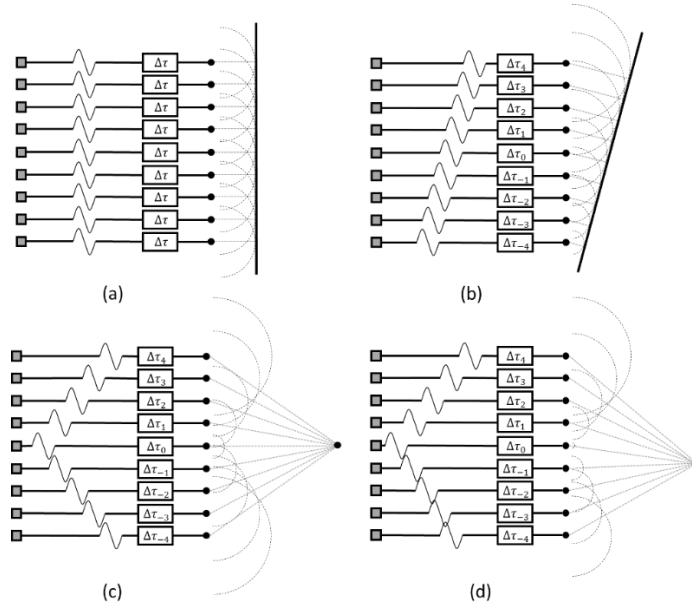 Δτ Δτ₄
Δτ Δτ₃
Δτ Δτ₂
Δτ Δτ₁
Δτ Δτ₀
Δτ Δτ₋₁
Δτ Δτ₋₂
Δτ Δτ₋₃
Δτ Δτ₋₄
(a) (b)
Δτ₄ Δτ₄
Δτ₃ Δτ₃
Δτ₂ Δτ₂
Δτ₁ Δτ₁
Δτ₀ Δτ₀
Δτ₋₁ Δτ₋₁
Δτ₋₂ Δτ₋₂
Δτ₋₃ Δτ₋₃
Δτ₋₄ Δτ₋₄
(c) (d)